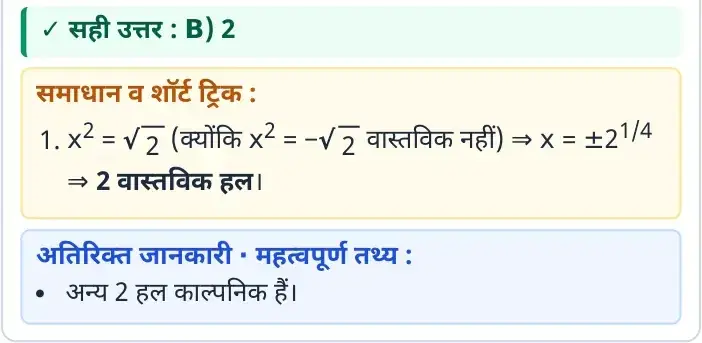 ✓ सही उत्तर : B) 2
समाधान व शॉर्ट ट्रिक :
1. x² = √2 (क्योंकि x² = −√2 वास्तविक नहीं) ⇒ x = ±2^1/4
⇒ 2 वास्तविक हल।
अतिरिक्त जानकारी · महत्वपूर्ण तथ्य :
• अन्य 2 हल काल्पनिक हैं।